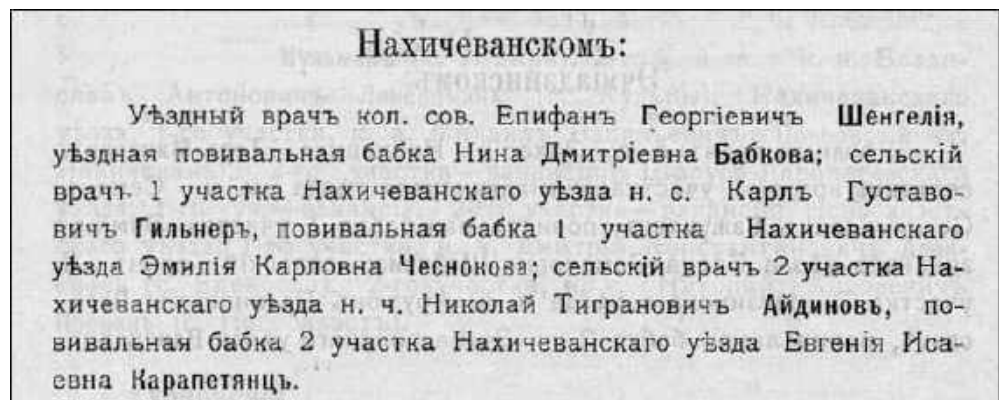 Нахичеванскомъ:
Уѣздный врач кол. сов. Епифанъ Георгіевичъ Шенгелія,
уѣздная повивальная бабка Нина Дмитріевна Бабкова; сельскій
врачъ 1 участка Нахичеванскаго уѣзда н. с. Карлъ Густаво-
вичъ Гильнеръ, повивальная бабка 1 участка Нахичеванскаго
уѣзда Эмилія Карловна Чеснокова; сельскій врачъ 2 участка На-
хичеванскаго уѣзда н. ч. Николай Тиграновичъ Айдиновъ, по-
вивальная бабка 2 участка Нахичеванскаго уѣзда Евгенія Иса-
евна Карапетянцъ.